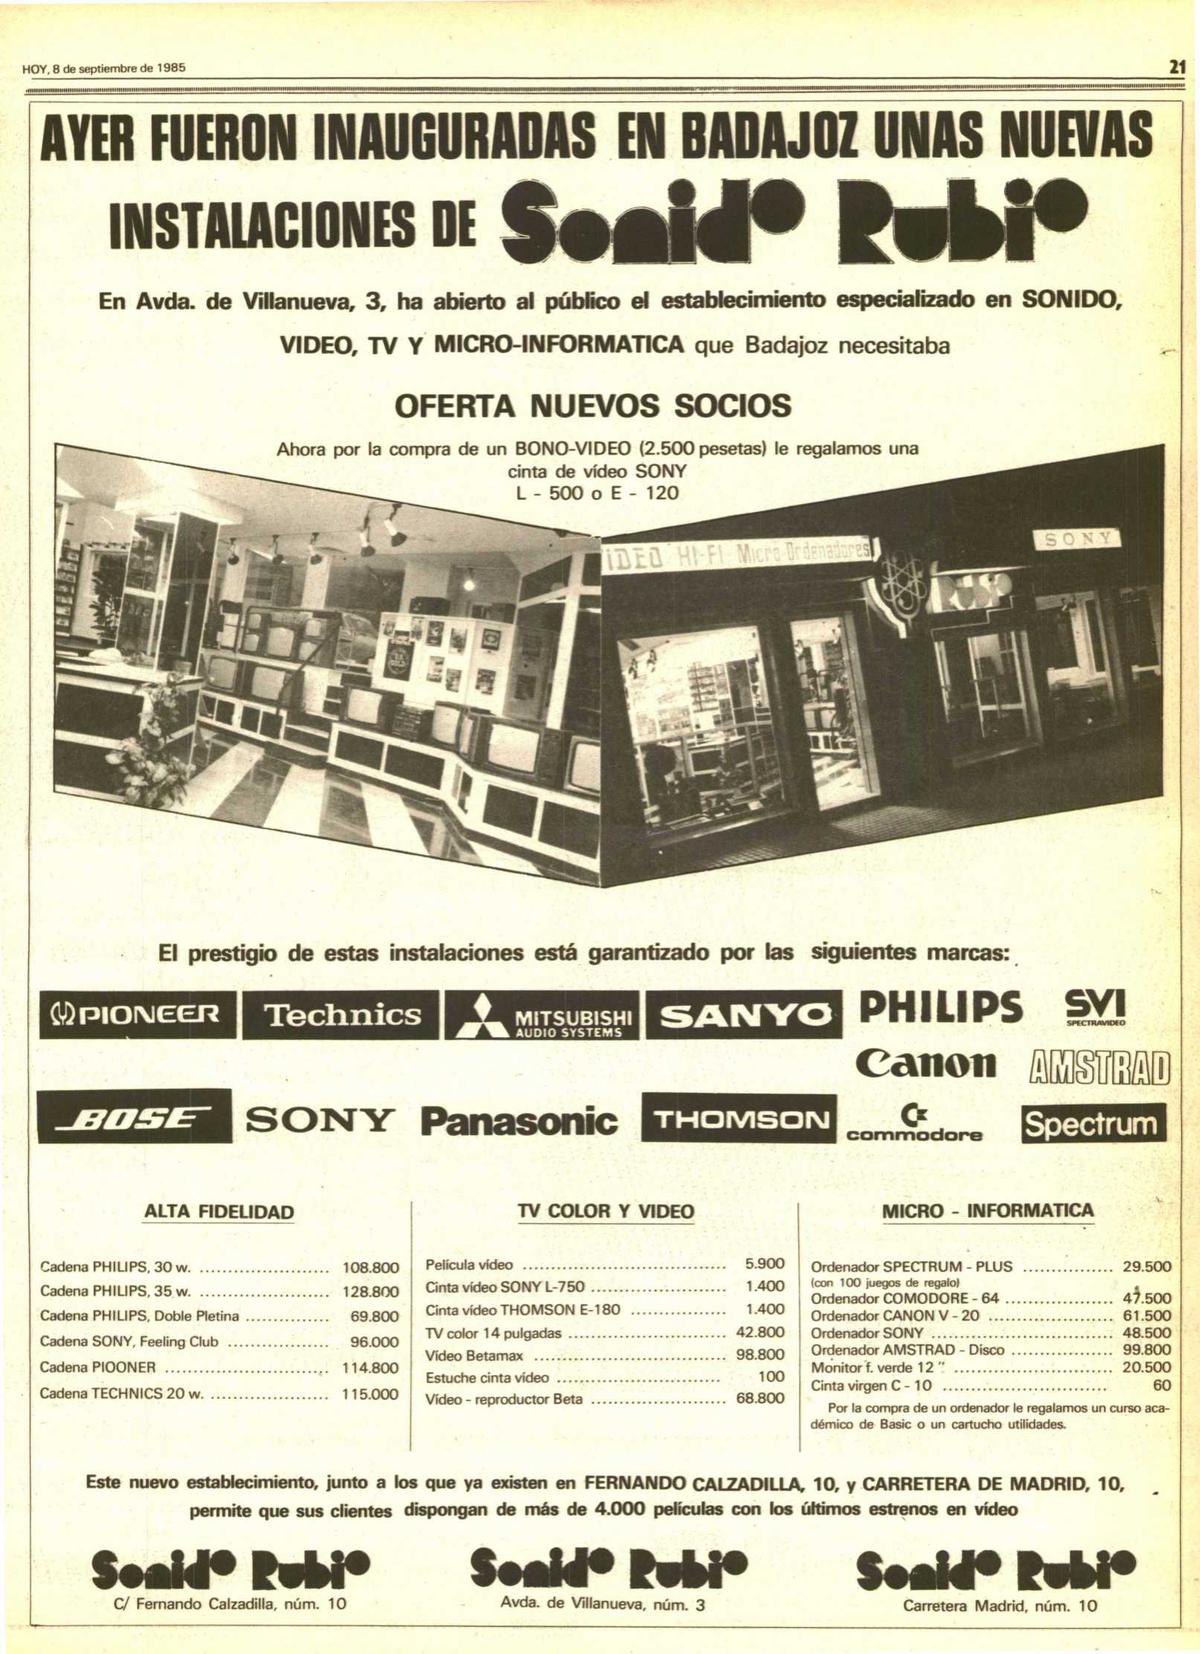 HOY, 8 de septiembre de 1985
21
AYER FUERON INAUGURADAS EN BADAJOZ UNAS NUEVAS
INSTALACIONES DE Sonido Rubio
En Avda. de Villanueva, 3, ha abierto al público el establecimiento especializado en SONIDO,
VIDEO, TV Y MICRO-INFORMATICA que Badajoz necesitaba
OFERTA NUEVOS SOCIOS
Ahora por la compra de un BONO-VIDEO (2.500 pesetas) le regalamos una
cinta de vídeo SONY
L - 500 o E - 120
VIDEO HI-FI Micro-Ordenadores
SONY
El prestigio de estas instalaciones está garantizado por las siguientes marcas:
PIONEER Technics MITSUBISHI AUDIO SYSTEMS SANYO PHILIPS SVI SPECTRAVIDEO
Canon AMSTRAD
BOSE SONY Panasonic THOMSON commodore Spectrum
ALTA FIDELIDAD
Cadena PHILIPS, 30 w. ........................ 108.800
Cadena PHILIPS, 35 w. ........................ 128.800
Cadena PHILIPS, Doble Pletina ............... 69.800
Cadena SONY, Feeling Club .................. 96.000
Cadena PIOONER ............................. 114.800
Cadena TECHNICS 20 w. ..................... 115.000
TV COLOR Y VIDEO
Película vídeo .................................... 5.900
Cinta vídeo SONY L-750 ........................ 1.400
Cinta vídeo THOMSON E-180 ................. 1.400
TV color 14 pulgadas ........................... 42.800
Vídeo Betamax ................................. 98.800
Estuche cinta vídeo .............................. 100
Vídeo - reproductor Beta ...................... 68.800
MICRO - INFORMATICA
Ordenador SPECTRUM - PLUS ............... 29.500
(con 100 juegos de regalo)
Ordenador COMODORE - 64 .................. 47.500
Ordenador CANON V - 20 ..................... 61.500
Ordenador SONY ............................... 48.500
Ordenador AMSTRAD - Disco ................. 99.800
Monitor f. verde 12 " ........................... 20.500
Cinta virgen C - 10 .............................. 60
Por la compra de un ordenador le regalamos un curso aca-
démico de Basic o un cartucho utilidades.
Este nuevo establecimiento, junto a los que ya existen en FERNANDO CALZADILLA, 10, y CARRETERA DE MADRID, 10,
permite que sus clientes dispongan de más de 4.000 películas con los últimos estrenos en vídeo
Sonido Rubio
C/ Fernando Calzadilla, núm. 10
Sonido Rubio
Avda. de Villanueva, núm. 3
Sonido Rubio
Carretera Madrid, núm. 10